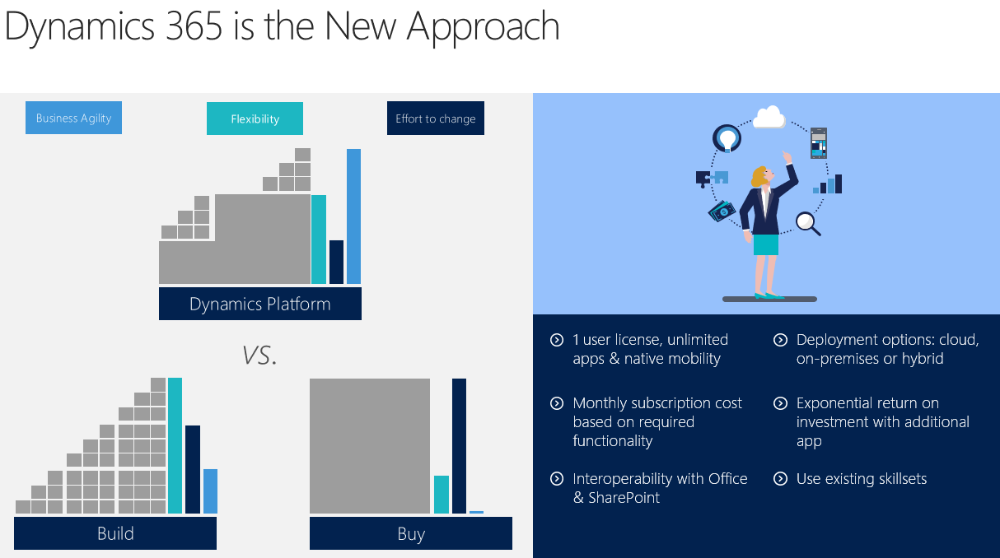 Dynamics 365 is the New Approach
Business Agility
Flexibility
Effort to change
Dynamics Platform
vs.
Build
Buy
1 user license, unlimited
apps & native mobility
Monthly subscription cost
based on required
functionality
Interoperability with Office
& SharePoint
Deployment options: cloud,
on-premises or hybrid
Exponential return on
investment with additional
app
Use existing skillsets